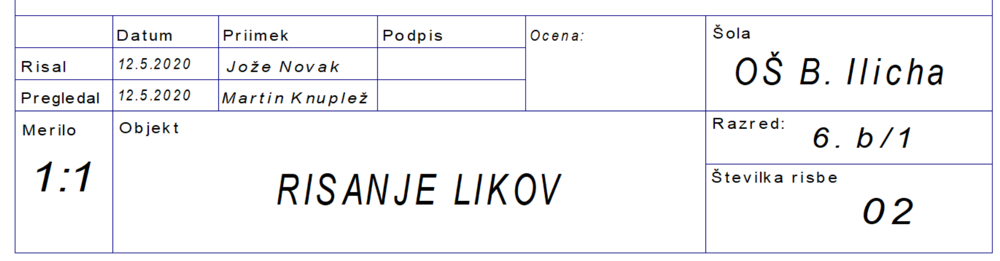 Datum Priimek Podpis Ocena: Šola
Risal 12.5.2020 Jože Novak
OŠ B. Ilicha
Pregledal 12.5.2020 Martin Knuplež
Merilo Objekt Razred: 6. b/1
1:1 RISANJE LIKOV
Številka risbe
02